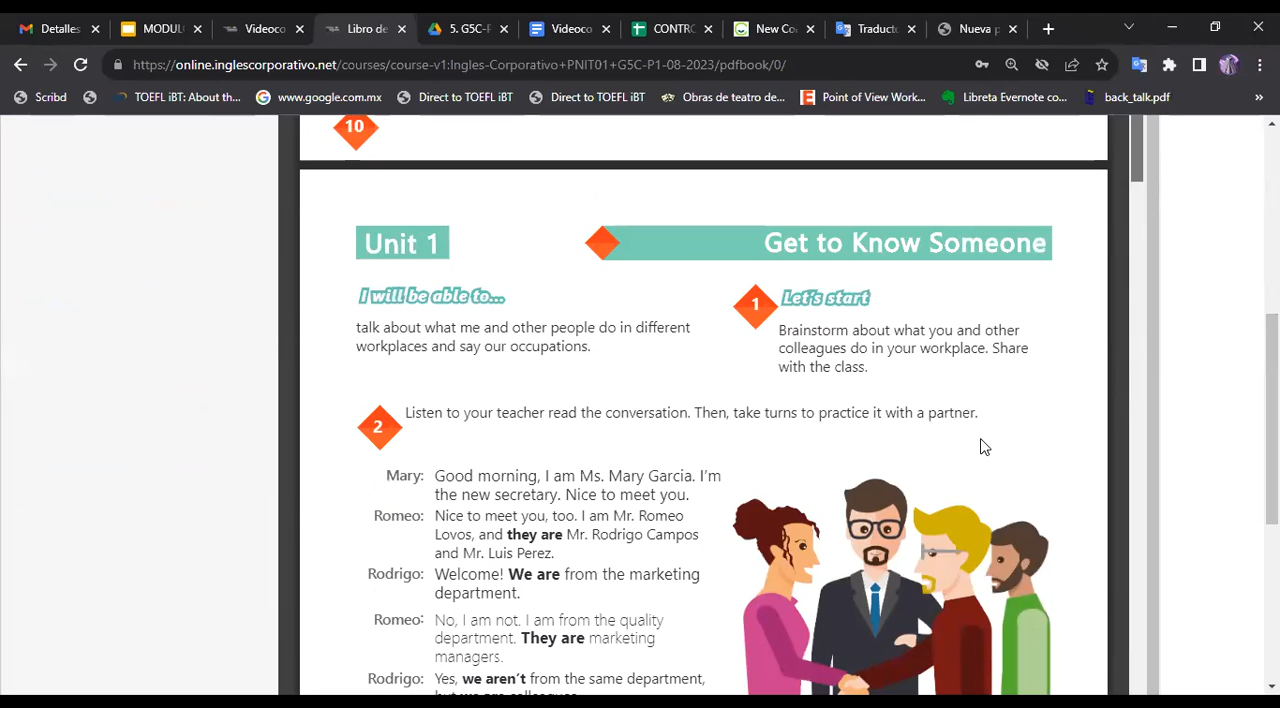 Detalles
MODUL
Videoco
Libro de
5. G5C-F
Videoco
CONTRO
New Co
Traducto
Nueva p
https://online.inglescorporativo.net/courses/course-v1:Ingles-Corporativo+PNIT01+G5C-P1-08-2023/pdfbook/0/
Scribd
TOEFL iBT: About th...
www.google.com.mx
Direct to TOEFL iBT
Direct to TOEFL iBT
Obras de teatro de...
Point of View Work...
Libreta Evernote co...
back_talk.pdf
»
10
Unit 1
Get to Know Someone
I will be able to...
talk about what me and other people do in different
workplaces and say our occupations.
1 Let's start
Brainstorm about what you and other
colleagues do in your workplace. Share
with the class.
2 Listen to your teacher read the conversation. Then, take turns to practice it with a partner.
Mary: Good morning, I am Ms. Mary Garcia. I'm
the new secretary. Nice to meet you.
Romeo: Nice to meet you, too. I am Mr. Romeo
Lovos, and they are Mr. Rodrigo Campos
and Mr. Luis Perez.
Rodrigo: Welcome! We are from the marketing
department.
Romeo: No, I am not. I am from the quality
department. They are marketing
managers.
Rodrigo: Yes, we aren't from the same department,
but we are colleagues.